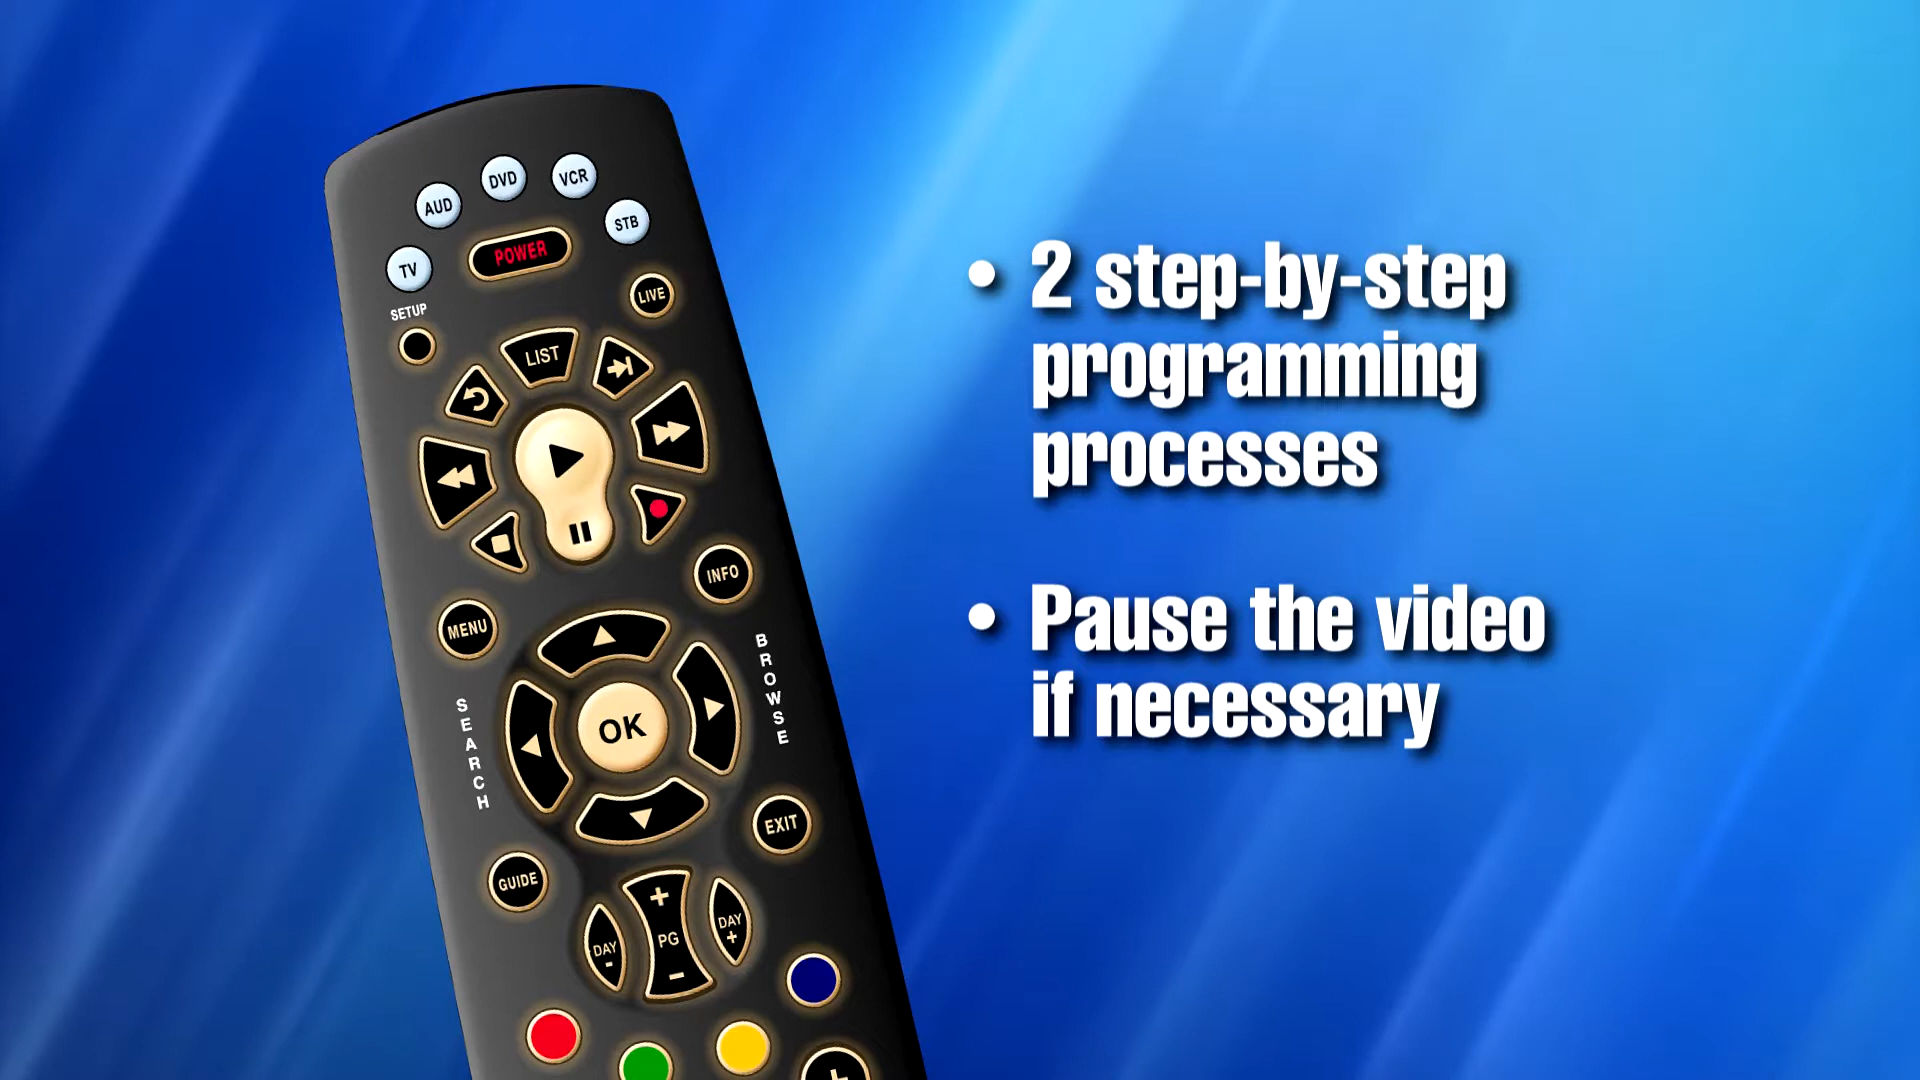 DVD
VCR
AUD
STB
TV
POWER
SETUP
LIVE
LIST
INFO
MENU
BROWSE
SEARCH
OK
EXIT
GUIDE
+
DAY
-
PG
-
DAY
+
+
• 2 step-by-step
programming
processes
• Pause the video
if necessary